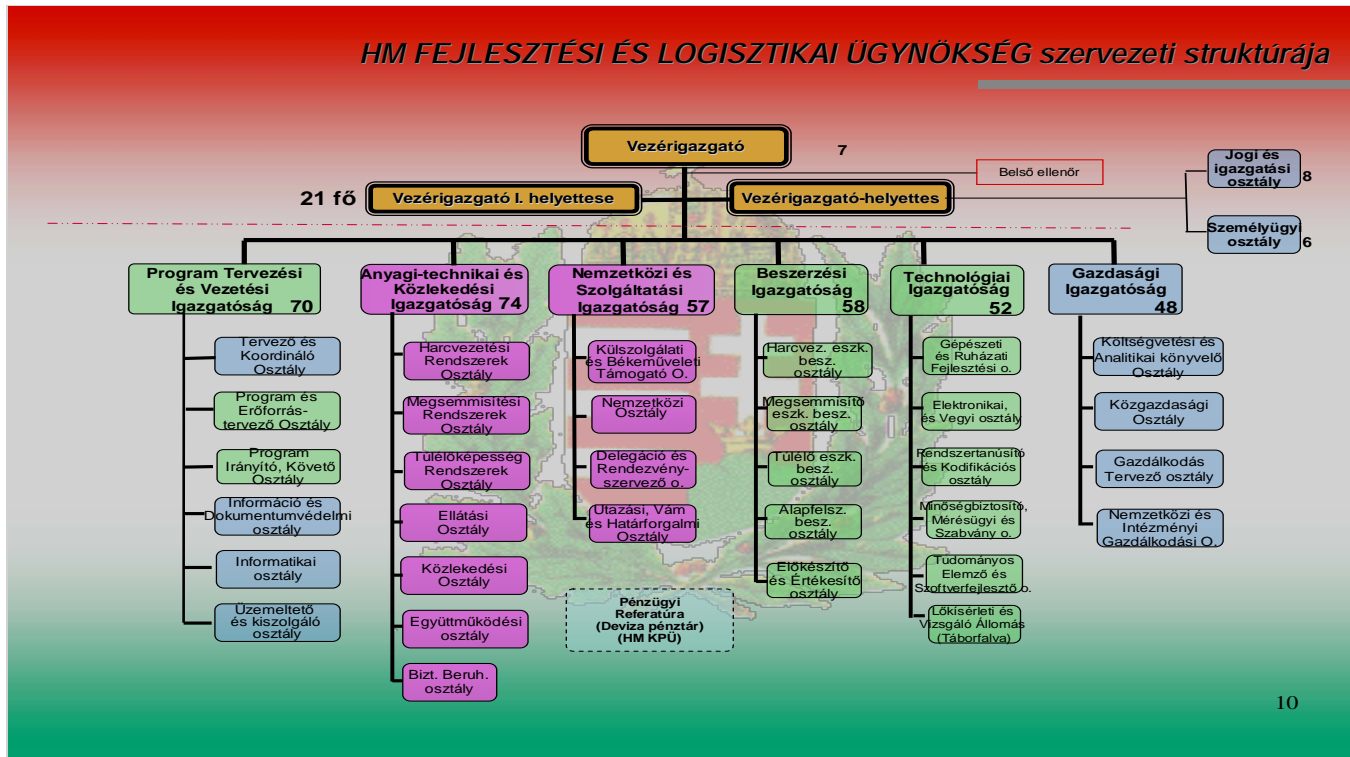 HM FEJLESZTÉSI ÉS LOGISZTIKAI ÜGYNÖKSÉG szervezeti struktúrája
Vezérigazgató
7
Belső ellenőr
Jogi és
igazgatási
osztály
8
21 fő
Vezérigazgató I. helyettese
Vezérigazgató-helyettes
Személyügyi
osztály
6
Program Tervezési
és Vezetési
Igazgatóság 70
Tervező és
Koordináló
Osztály
Program és
Erőforrás-
tervező Osztály
Program
Irányító, Követő
Osztály
Információ és
Dokumentumvédelmi
osztály
Informatikai
osztály
Üzemeltető
és kiszolgáló
osztály
Anyagi-technikai és
Közlekedési
Igazgatóság 74
Harcvezetési
Rendszerek
Osztály
Megsemmisítési
Rendszerek
Osztály
Túlélőképesség
Rendszerek
Osztály
Ellátási
Osztály
Közlekedési
Osztály
Együttműködési
osztály
Bizt. Beruh.
osztály
Nemzetközi és
Szolgáltatási
Igazgatóság 57
Külszolgálati
és Békeműveleti
Támogató O.
Nemzetközi
Osztály
Delegáció és
Rendezvény-
szervező o.
Utazási, Vám
és Határforgalmi
Osztály
Pénzügyi
Referatúra
(Deviza pénztár)
(HM KPÜ)
Beszerzési
Igazgatóság
58
Harcvez. eszk.
besz.
osztály
Megsemmisítő
eszk. besz.
osztály
Túlélő eszk.
besz.
osztály
Alapfelsz.
besz.
osztály
Előkészítő
és Értékesítő
osztály
Technológiai
Igazgatóság
52
Gépészeti
és Ruházati
Fejlesztési o.
Elektronikai,
és Vegyi osztály
Rendszertanúsító
és Kodifikációs
osztály
Minőségbiztosító,
Mérésügyi és
Szabvány o.
Tudományos
Elemző és
Szoftverfejlesztő o.
Lőkísérleti és
Vizsgáló Állomás
(Táborfalva)
Gazdasági
Igazgatóság
48
Költségvetési és
Analitikai könyvelő
Osztály
Közgazdasági
Osztály
Gazdálkodás
Tervező osztály
Nemzetközi és
Intézményi
Gazdálkodási O.
10